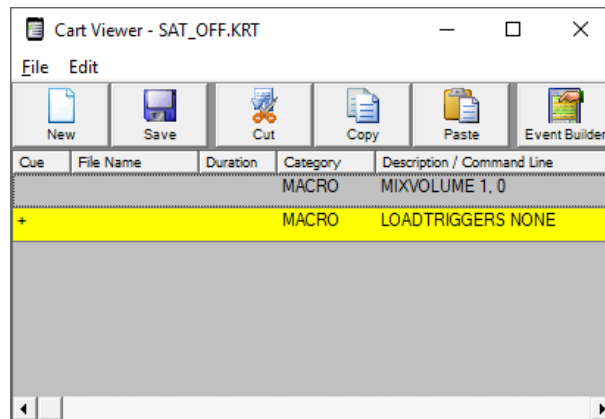 Cart Viewer - SAT_OFF.KRT
File Edit
New Save Cut Copy Paste Event Builder
Cue File Name Duration Category Description / Command Line
MACRO MIXVOLUME 1, 0
+ MACRO LOADTRIGGERS NONE